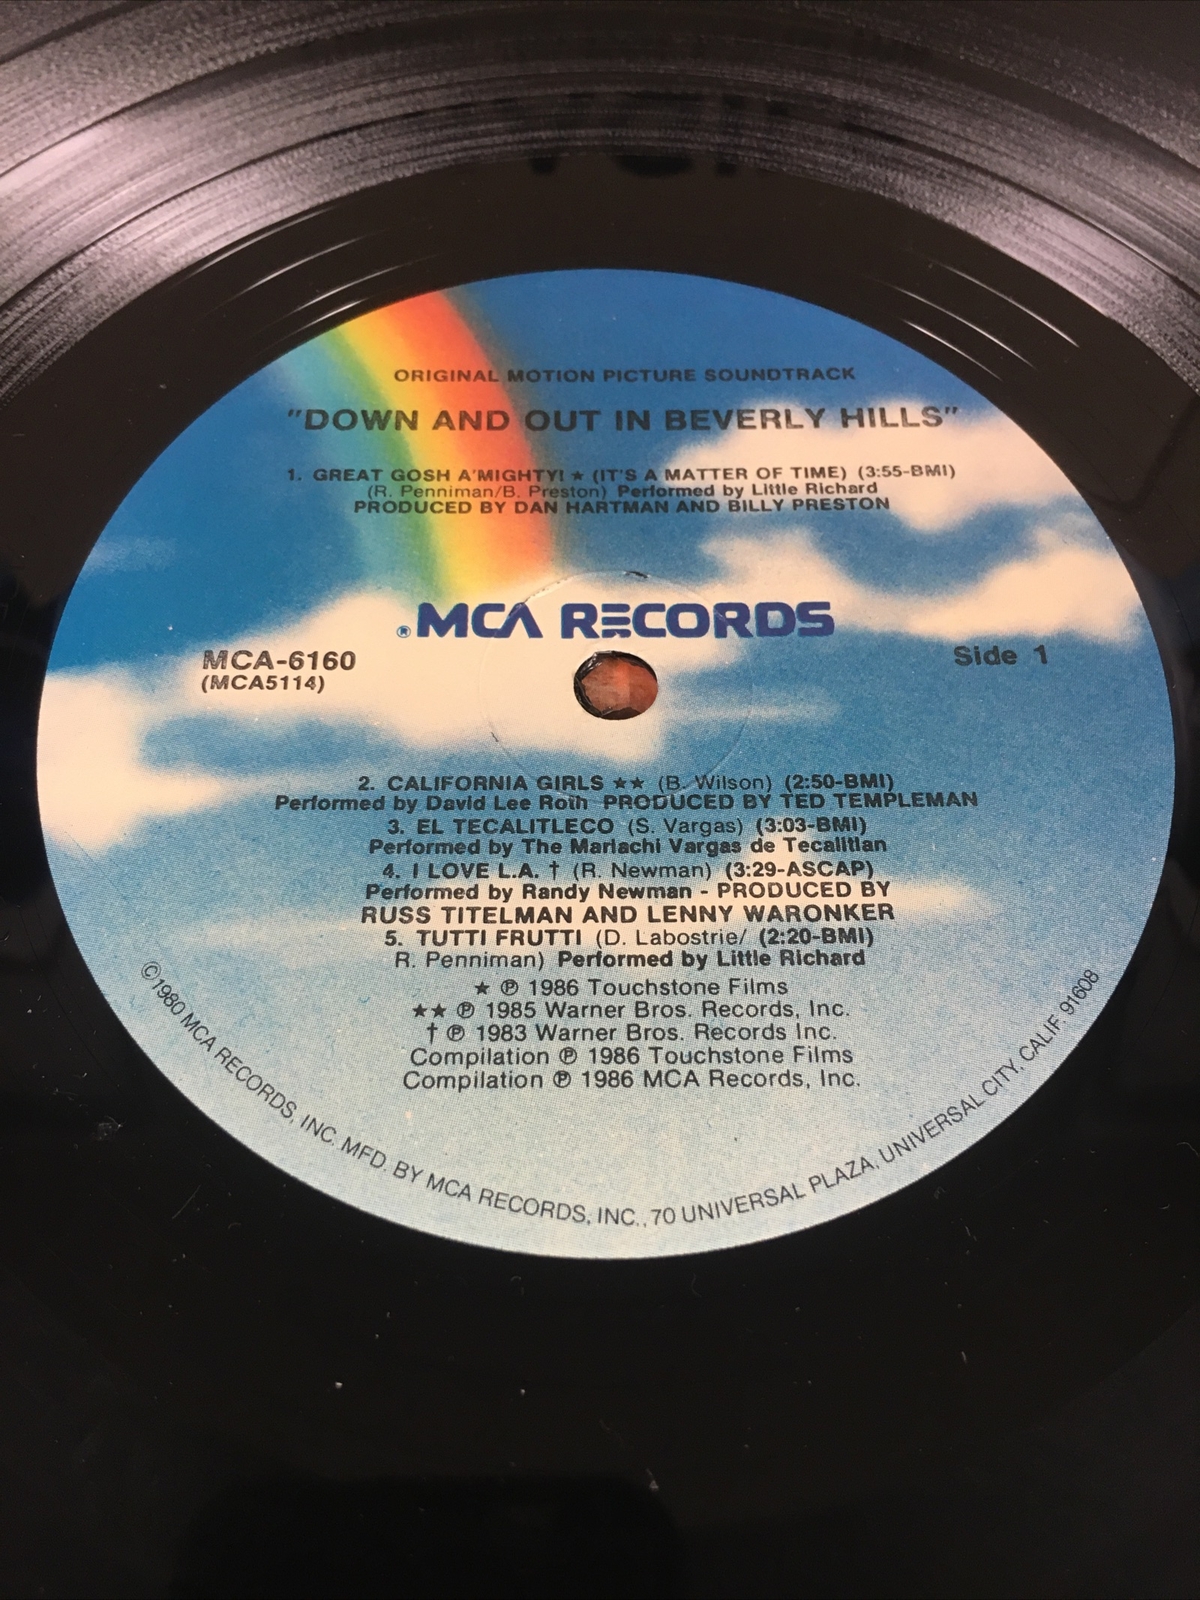 ORIGINAL MOTION PICTURE SOUNDTRACK
"DOWN AND OUT IN BEVERLY HILLS"
1. GREAT GOSH A'MIGHTY! ★ (IT'S A MATTER OF TIME) (3:55-BMI)
(R. Penniman/B. Preston) Performed by Little Richard
PRODUCED BY DAN HARTMAN AND BILLY PRESTON
® MCA RECORDS
MCA-6160
(MCA5114)
Side 1
2. CALIFORNIA GIRLS ★★ (B. Wilson) (2:50-BMI)
Performed by David Lee Roth PRODUCED BY TED TEMPLEMAN
3. EL TECALITLECO (S. Vargas) (3:03-BMI)
Performed by The Mariachi Vargas de Tecalitlan
4. I LOVE L.A. † (R. Newman) (3:29-ASCAP)
Performed by Randy Newman - PRODUCED BY
RUSS TITELMAN AND LENNY WARONKER
5. TUTTI FRUTTI (D. Labostrie/ (2:20-BMI)
R. Penniman) Performed by Little Richard
★ ℗ 1986 Touchstone Films
★★ ℗ 1985 Warner Bros. Records, Inc.
† ℗ 1983 Warner Bros. Records Inc.
Compilation ℗ 1986 Touchstone Films
Compilation ℗ 1986 MCA Records, Inc.
©1980 MCA RECORDS, INC. MFD. BY MCA RECORDS, INC., 70 UNIVERSAL PLAZA, UNIVERSAL CITY, CALIF. 91608